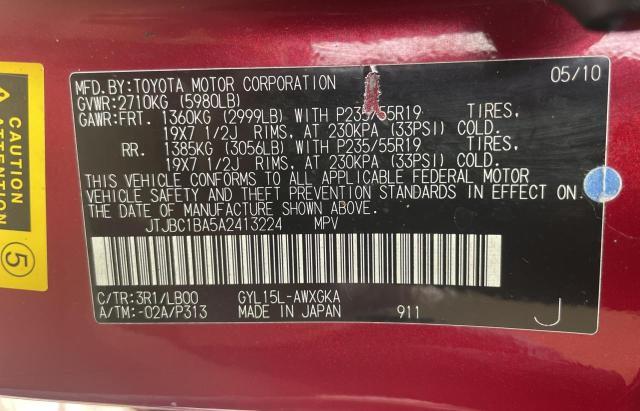 MFD.BY:TOYOTA MOTOR CORPORATION 05/10
GVWR:2710KG (5980LB)
GAWR:FRT. 1360KG (2999LB) WITH P235/55R19 TIRES.
19X7 1/2J RIMS. AT 230KPA (33PSI) COLD.
RR. 1385KG (3056LB) WITH P235/55R19 TIRES.
19X7 1/2J RIMS. AT 230KPA (33PSI) COLD.
THIS VEHICLE CONFORMS TO ALL APPLICABLE FEDERAL MOTOR
VEHICLE SAFETY AND THEFT PREVENTION STANDARDS IN EFFECT ON
THE DATE OF MANUFACTURE SHOWN ABOVE.
JTJBC1BA5A2413224 MPV
C/TR:3R1/LB00 GYL15L-AWXGKA
A/TM:-02A/P313 MADE IN JAPAN 911 J
CAUTION
5
1